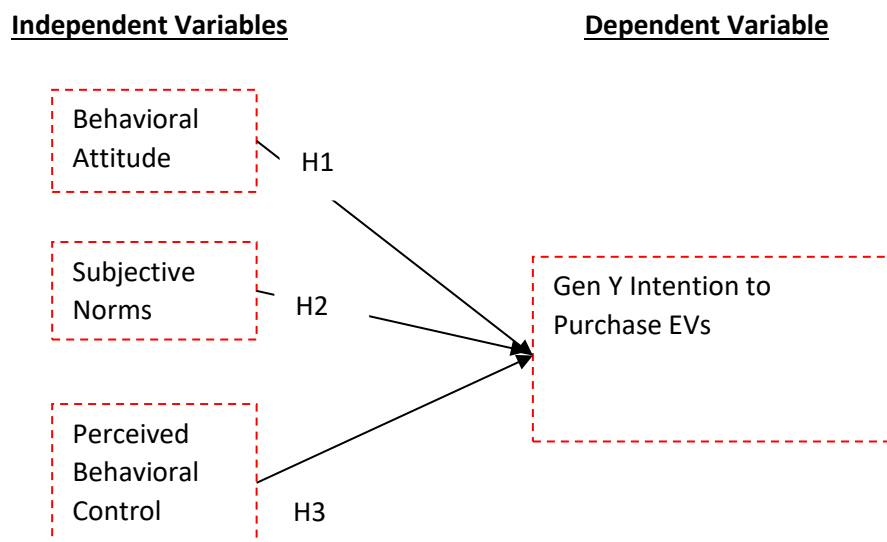 Independent Variables
Dependent Variable
Behavioral
Attitude
H1
Subjective
Norms
H2
Gen Y Intention to
Purchase EVs
Perceived
Behavioral
Control
H3